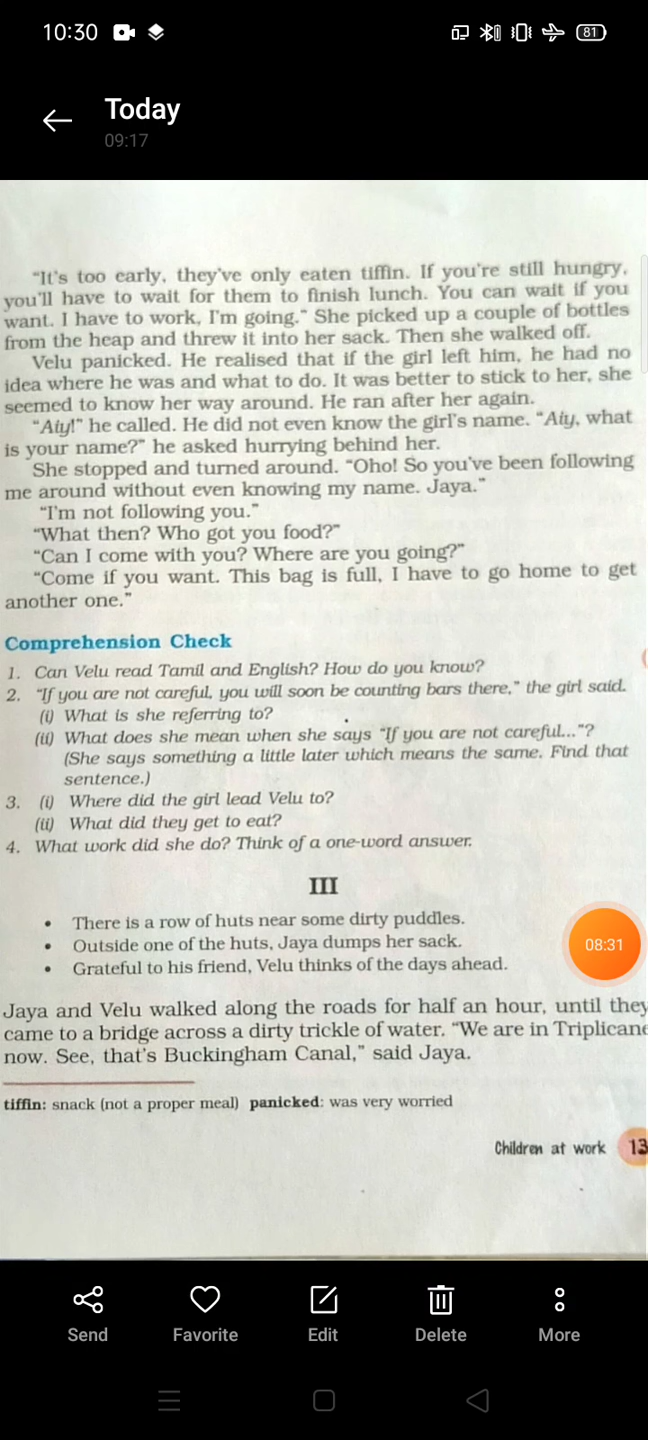 10:30
81
Today
09:17
“It's too early, they've only eaten tiffin. If you're still hungry,
you'll have to wait for them to finish lunch. You can wait if you
want. I have to work, I'm going.” She picked up a couple of bottles
from the heap and threw it into her sack. Then she walked off.
Velu panicked. He realised that if the girl left him, he had no
idea where he was and what to do. It was better to stick to her, she
seemed to know her way around. He ran after her again.
“Aiy!” he called. He did not even know the girl's name. “Aiy, what
is your name?” he asked hurrying behind her.
She stopped and turned around. “Oho! So you've been following
me around without even knowing my name. Jaya.”
“I'm not following you.”
“What then? Who got you food?”
“Can I come with you? Where are you going?”
“Come if you want. This bag is full, I have to go home to get
another one.”
Comprehension Check
1. Can Velu read Tamil and English? How do you know?
2. “If you are not careful, you will soon be counting bars there,” the girl said.
(i) What is she referring to?
(ii) What does she mean when she says “If you are not careful...”?
(She says something a little later which means the same. Find that
sentence.)
3. (i) Where did the girl lead Velu to?
(ii) What did they get to eat?
4. What work did she do? Think of a one-word answer.
III
• There is a row of huts near some dirty puddles.
• Outside one of the huts, Jaya dumps her sack.
• Grateful to his friend, Velu thinks of the days ahead.
08:31
Jaya and Velu walked along the roads for half an hour, until they
came to a bridge across a dirty trickle of water. “We are in Triplicane
now. See, that's Buckingham Canal,” said Jaya.
tiffin: snack (not a proper meal) panicked: was very worried
Children at work 13
Send Favorite Edit Delete More